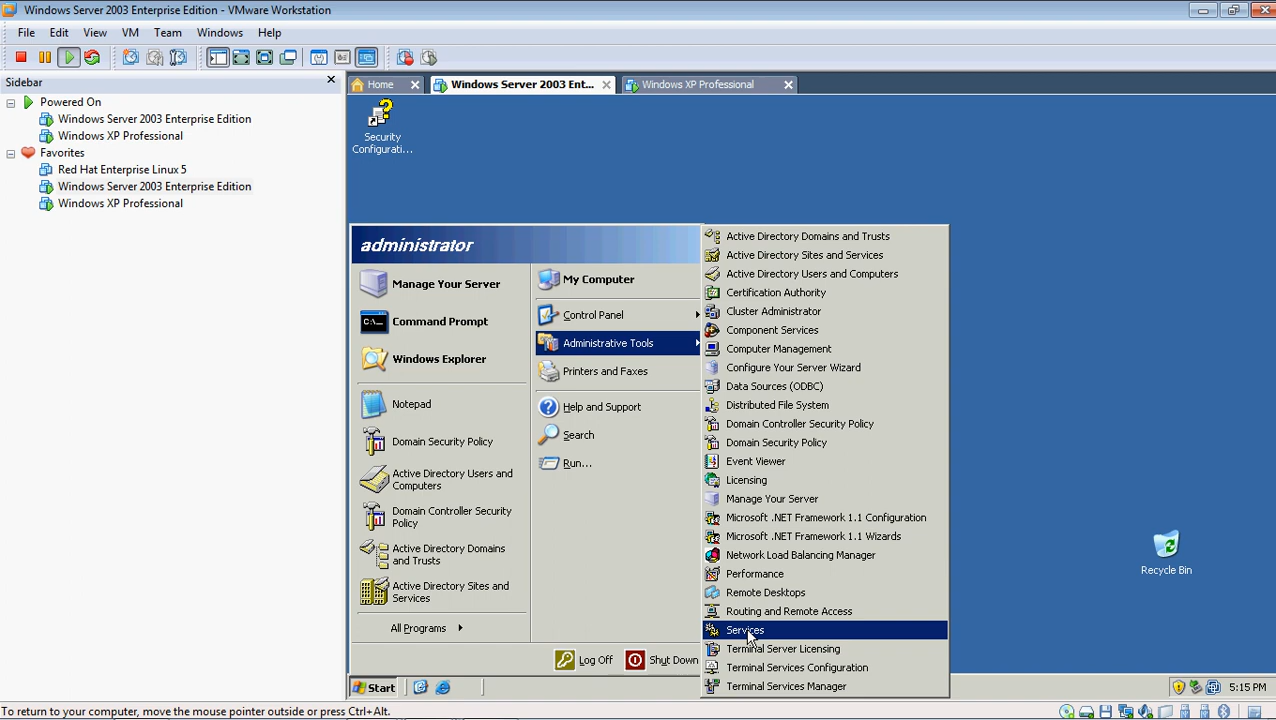 Windows Server 2003 Enterprise Edition - VMware Workstation
File Edit View VM Team Windows Help
Sidebar
Powered On
Windows Server 2003 Enterprise Edition
Windows XP Professional
Favorites
Red Hat Enterprise Linux 5
Windows Server 2003 Enterprise Edition
Windows XP Professional
Home
Windows Server 2003 Ent...
Windows XP Professional
Security
Configurati...
administrator
Manage Your Server
C:\_
Command Prompt
Windows Explorer
Notepad
Domain Security Policy
Active Directory Users and
Computers
Domain Controller Security
Policy
Active Directory Domains
and Trusts
Active Directory Sites and
Services
All Programs
My Computer
Control Panel
Administrative Tools
Printers and Faxes
Help and Support
Search
Run...
Log Off
Shut Down
Active Directory Domains and Trusts
Active Directory Sites and Services
Active Directory Users and Computers
Certification Authority
Cluster Administrator
Component Services
Computer Management
Configure Your Server Wizard
Data Sources (ODBC)
Distributed File System
Domain Controller Security Policy
Domain Security Policy
Event Viewer
Licensing
Manage Your Server
Microsoft .NET Framework 1.1 Configuration
Microsoft .NET Framework 1.1 Wizards
Network Load Balancing Manager
Performance
Remote Desktops
Routing and Remote Access
Services
Terminal Server Licensing
Terminal Services Configuration
Terminal Services Manager
Recycle Bin
Start
5:15 PM
To return to your computer, move the mouse pointer outside or press Ctrl+Alt.